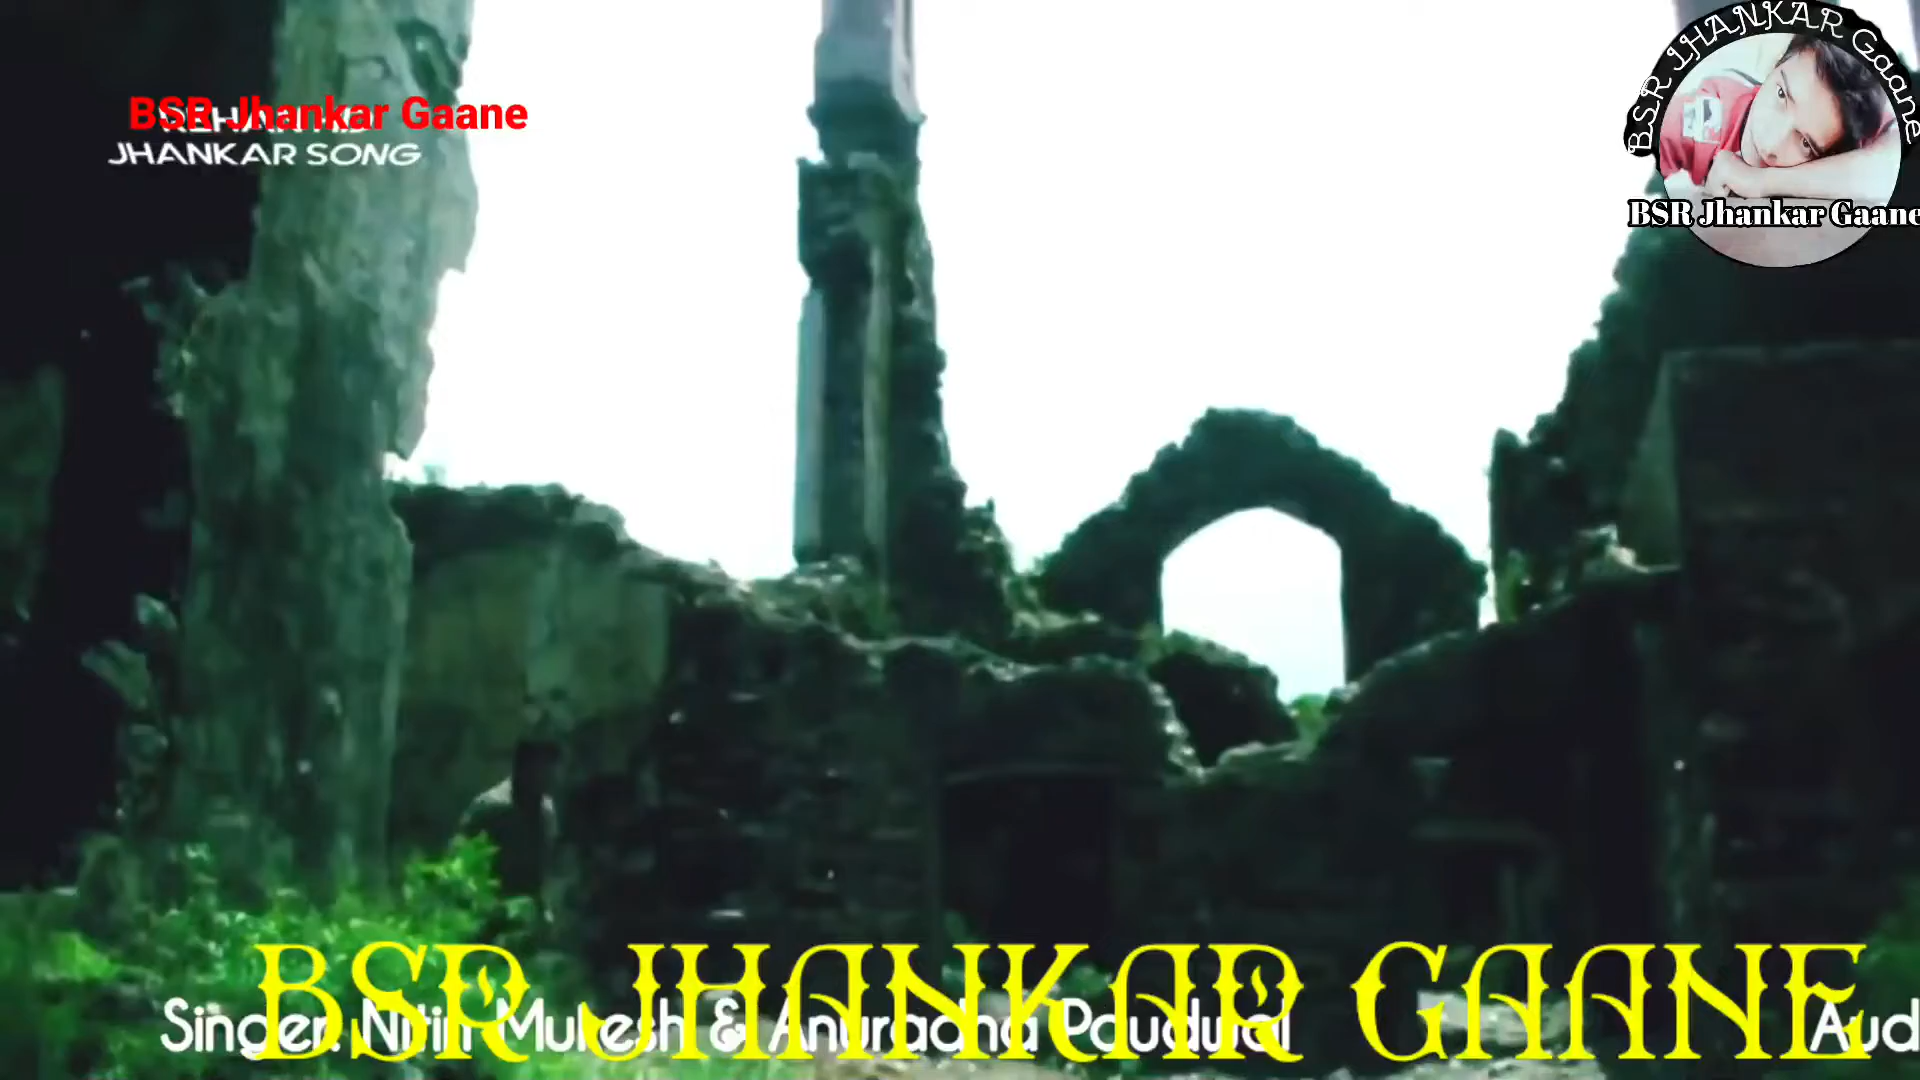 BSR JHANKAR Gaane
BSR Jhankar Gaane
JHANKAR SONG
BSR Jhankar Gaane
BSR JHANKAR GAANE
Singer. Nitin Mukesh & Anuradha Paudwal
Aud